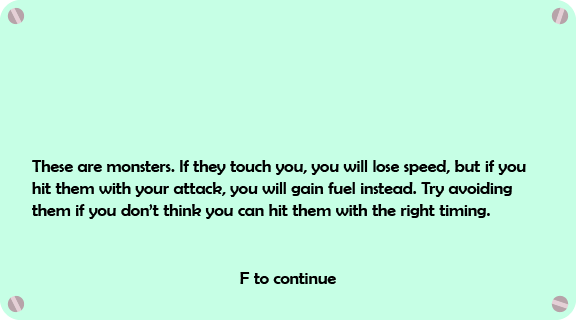 These are monsters. If they touch you, you will lose speed, but if you
hit them with your attack, you will gain fuel instead. Try avoiding
them if you don’t think you can hit them with the right timing.
F to continue